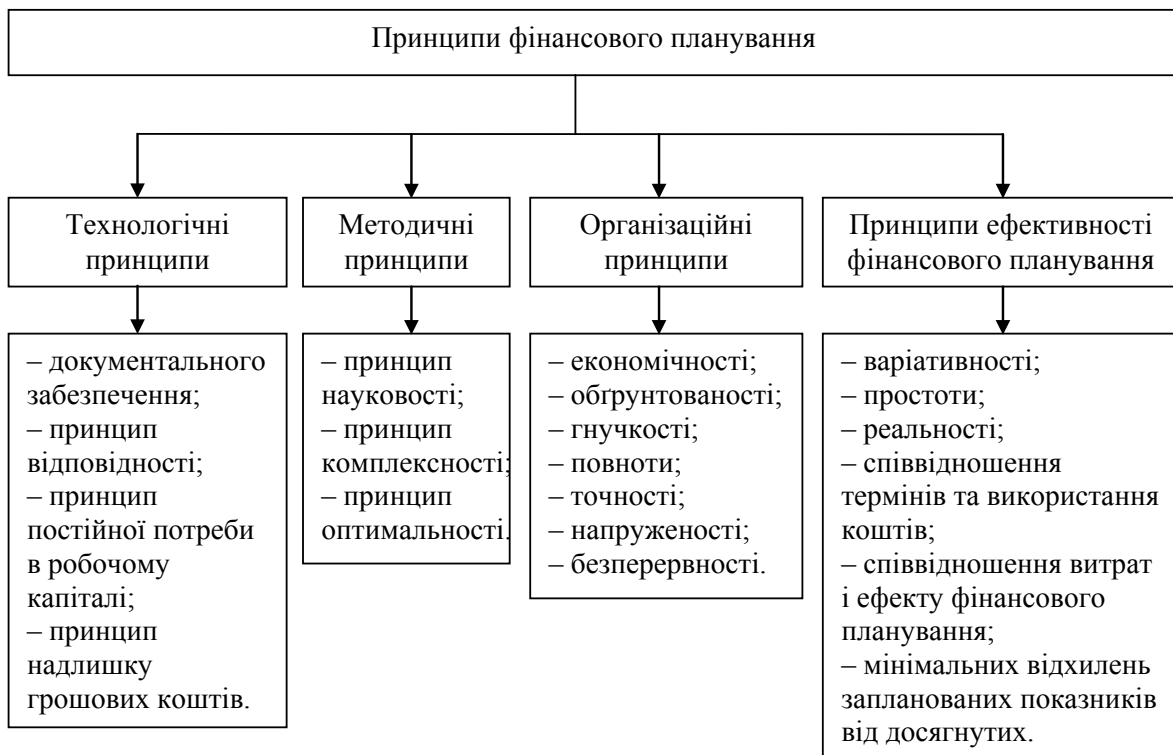 Принципи фінансового планування
Технологічні
принципи
Методичні
принципи
Організаційні
принципи
Принципи ефективності
фінансового планування
– документального
забезпечення;
– принцип
відповідності;
– принцип
постійної потреби
в робочому
капіталі;
– принцип
надлишку
грошових коштів.
– принцип
науковості;
– принцип
комплексності;
– принцип
оптимальності.
– економічності;
– обґрунтованості;
– гнучкості;
– повноти;
– точності;
– напруженості;
– безперервності.
– варіативності;
– простоти;
– реальності;
– співвідношення
термінів та використання
коштів;
– співвідношення витрат
і ефекту фінансового
планування;
– мінімальних відхилень
запланованих показників
від досягнутих.